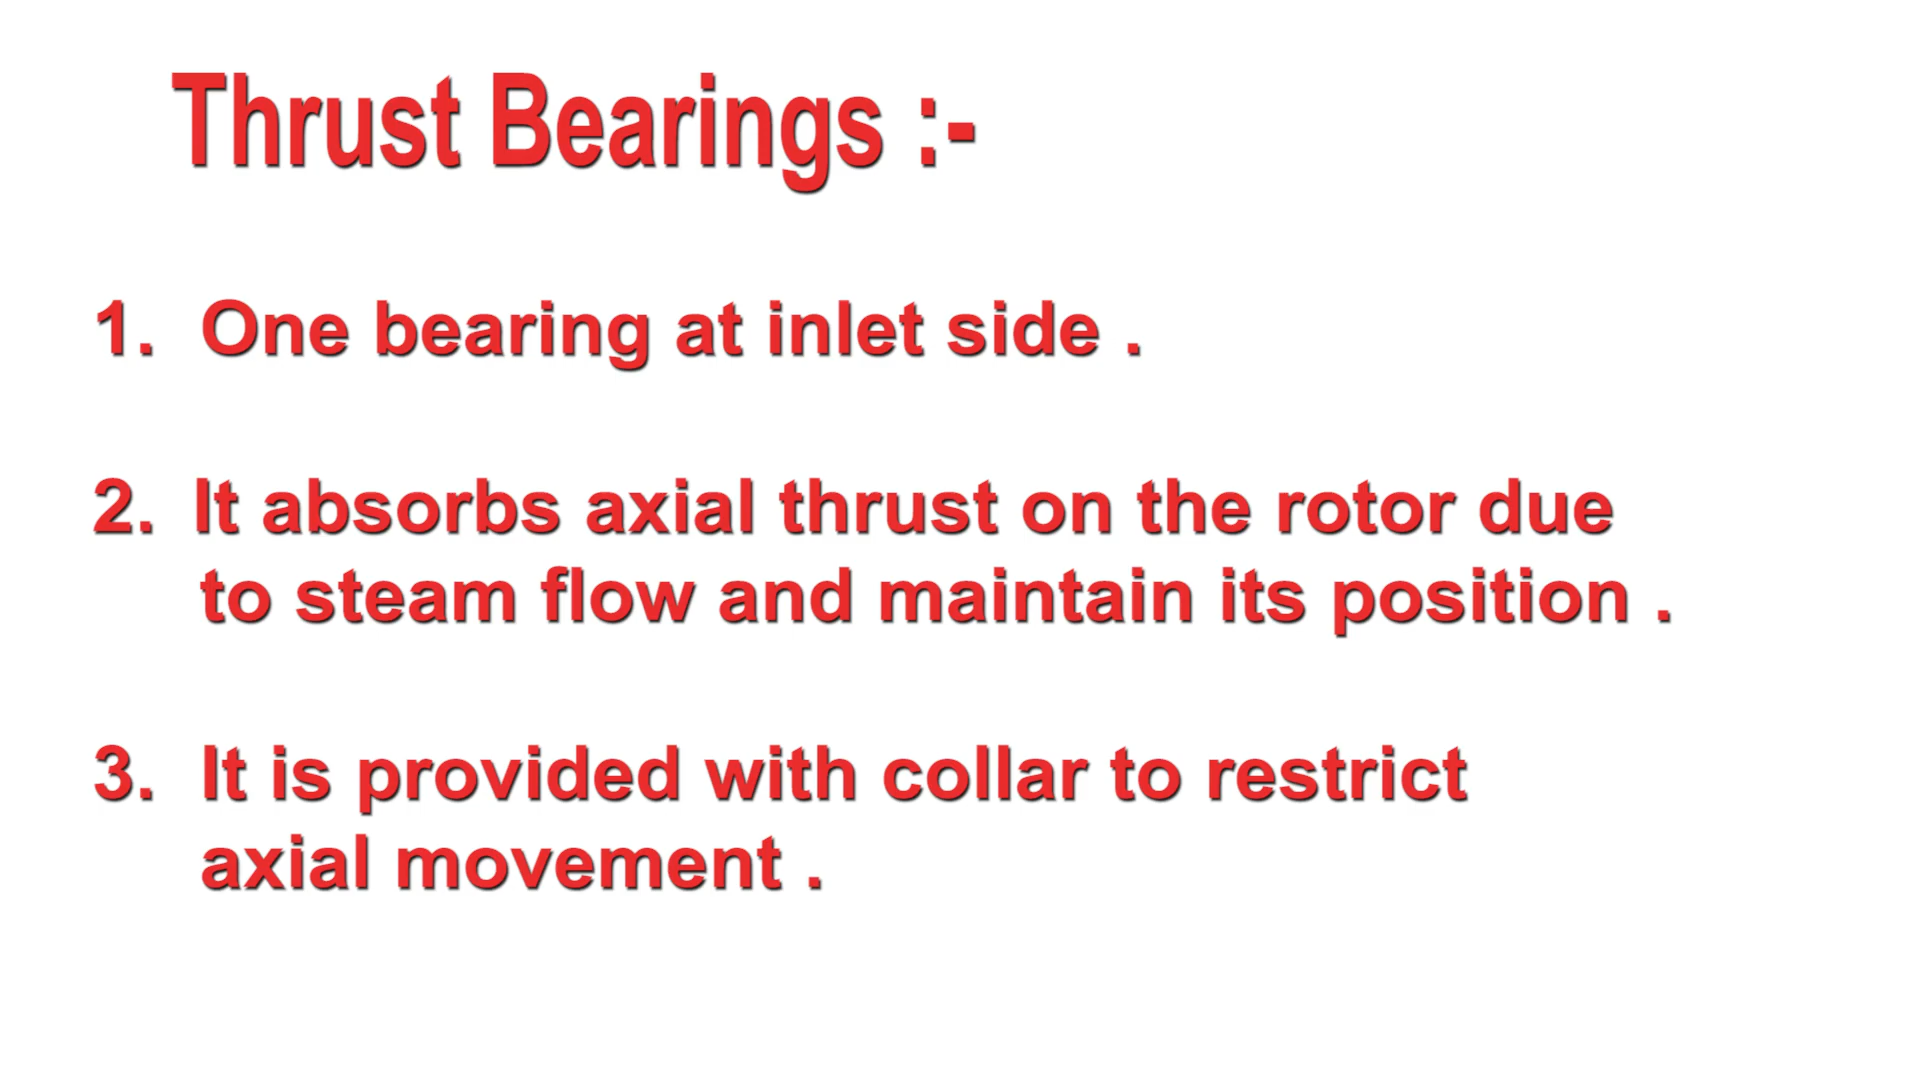 Thrust Bearings :-
1. One bearing at inlet side .
2. It absorbs axial thrust on the rotor due
to steam flow and maintain its position .
3. It is provided with collar to restrict
axial movement .